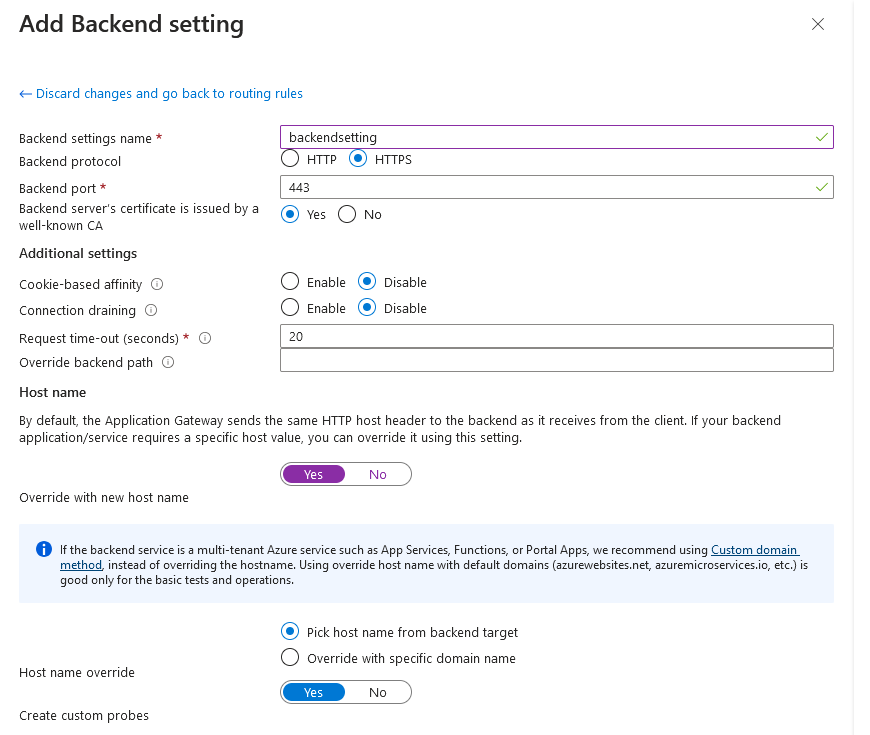 Add Backend setting
← Discard changes and go back to routing rules
Backend settings name * backendsetting
Backend protocol HTTP HTTPS
Backend port * 443
Backend server's certificate is issued by a
well-known CA Yes No
Additional settings
Cookie-based affinity Enable Disable
Connection draining Enable Disable
Request time-out (seconds) * 20
Override backend path
Host name
By default, the Application Gateway sends the same HTTP host header to the backend as it receives from the client. If your backend
application/service requires a specific host value, you can override it using this setting.
Yes No
Override with new host name
If the backend service is a multi-tenant Azure service such as App Services, Functions, or Portal Apps, we recommend using Custom domain
method, instead of overriding the hostname. Using override host name with default domains (azurewebsites.net, azuremicroservices.io, etc.) is
good only for the basic tests and operations.
Pick host name from backend target
Override with specific domain name
Host name override
Yes No
Create custom probes